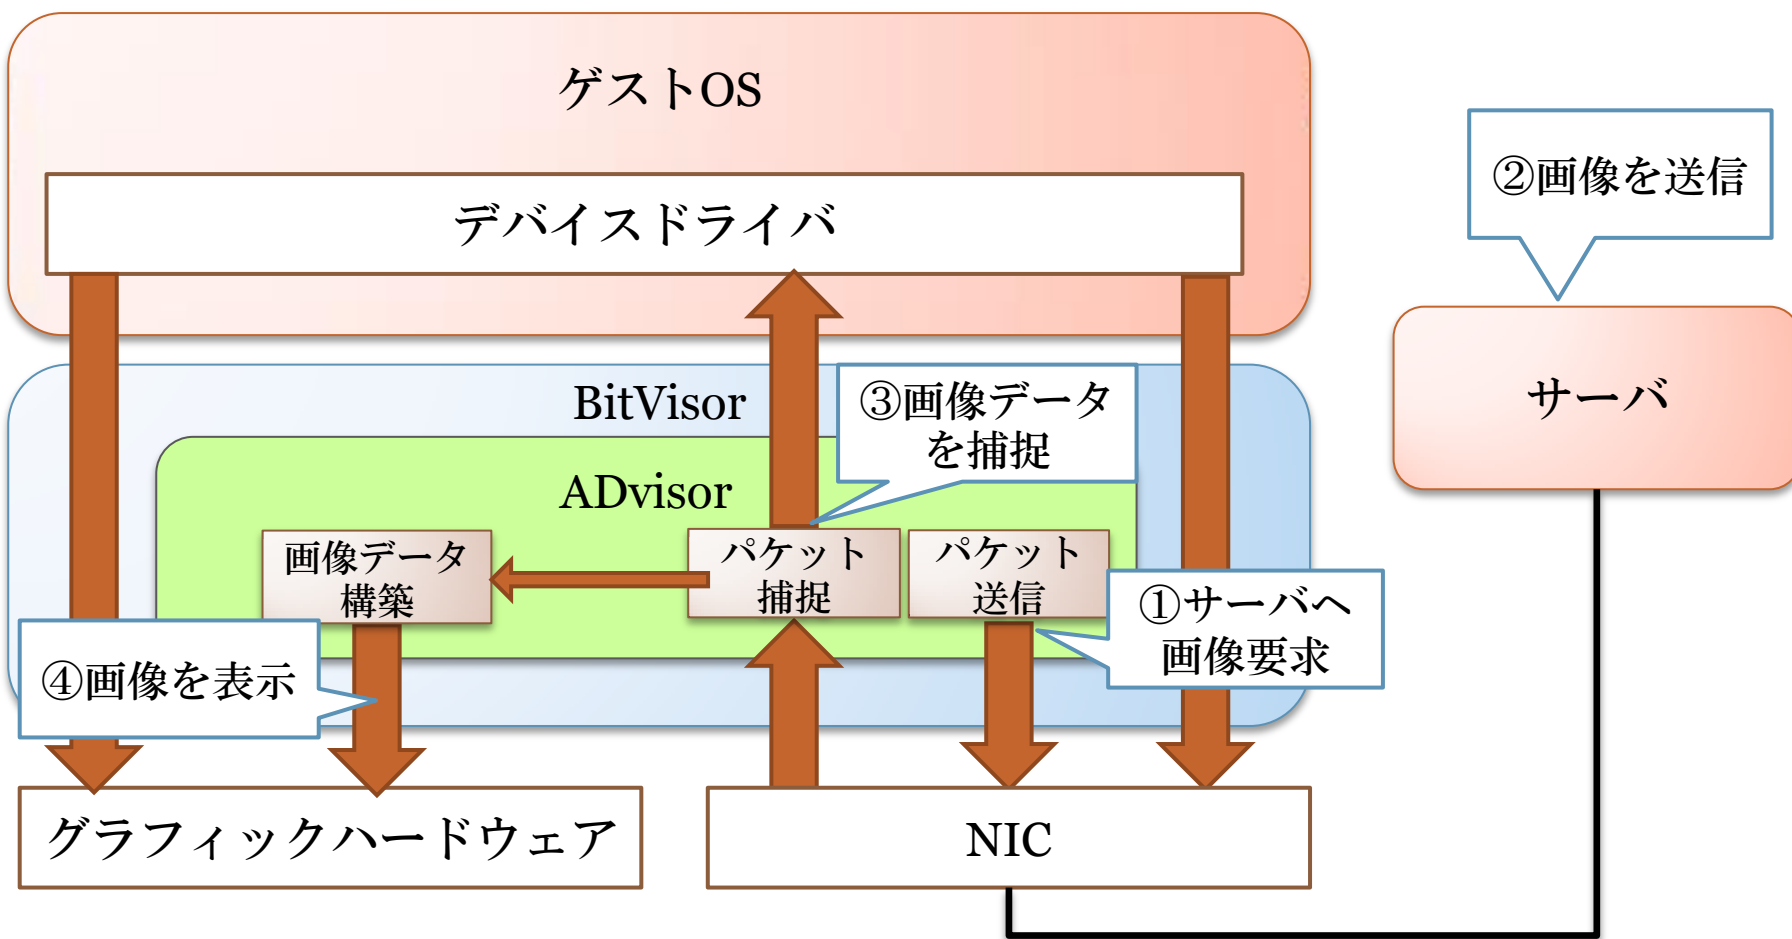 ゲストOS
②画像を送信
デバイスドライバ
サーバ
BitVisor
③画像データ
を捕捉
ADvisor
画像データ
構築
パケット
捕捉
パケット
送信
①サーバへ
画像要求
④画像を表示
グラフィックハードウェア
NIC